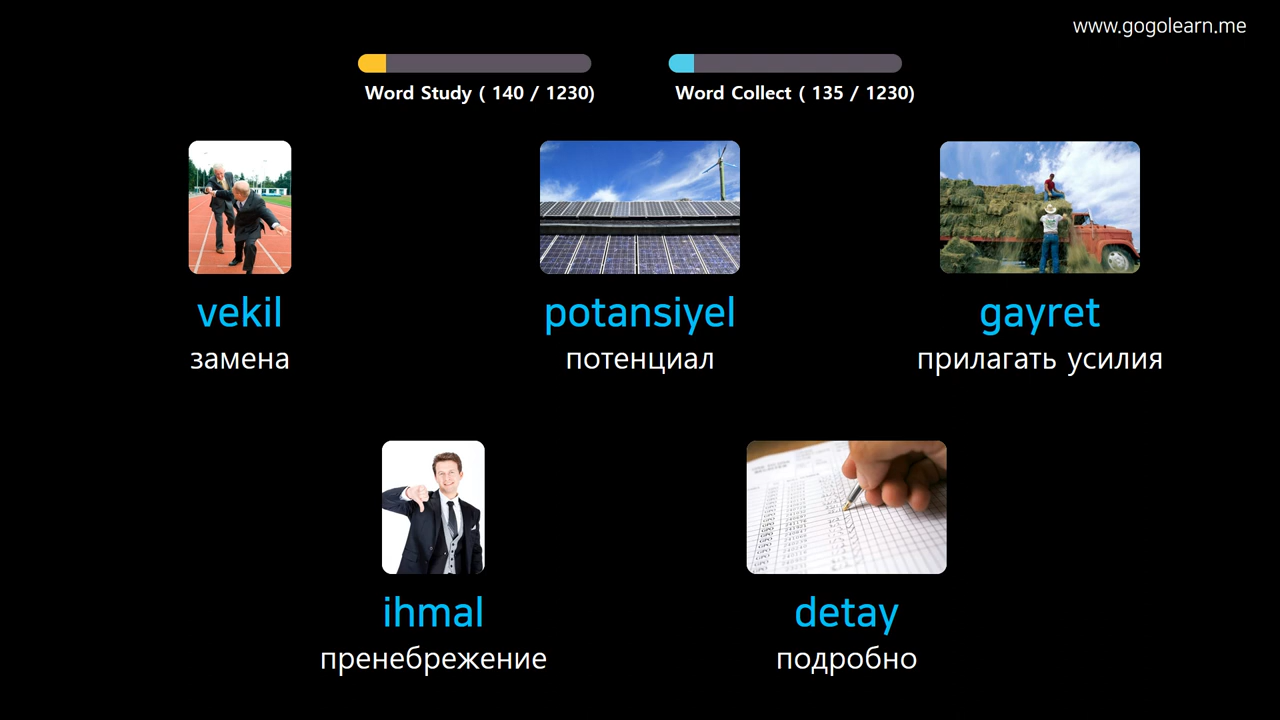 www.gogolearn.me
Word Study ( 140 / 1230)
Word Collect ( 135 / 1230)
vekil
замена
potansiyel
потенциал
gayret
прилагать усилия
ihmal
пренебрежение
detay
подробно